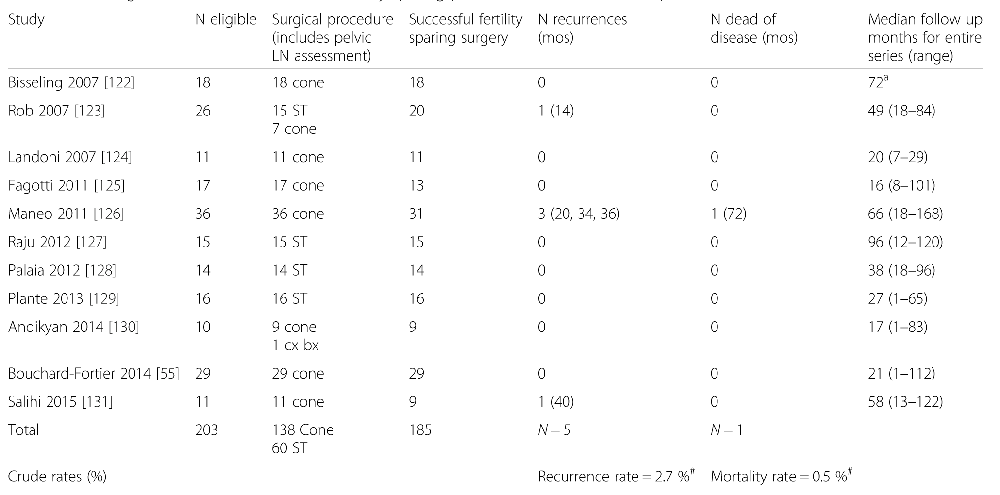 Study N eligible Surgical procedure Successful fertility N recurrences N dead of Median follow up
(includes pelvic sparing surgery (mos) disease (mos) months for entire
LN assessment) series (range)
Bisseling 2007 [122] 18 18 cone 18 0 0 72a
Rob 2007 [123] 26 15 ST 20 1 (14) 0 49 (18–84)
7 cone
Landoni 2007 [124] 11 11 cone 11 0 0 20 (7–29)
Fagotti 2011 [125] 17 17 cone 13 0 0 16 (8–101)
Maneo 2011 [126] 36 36 cone 31 3 (20, 34, 36) 1 (72) 66 (18–168)
Raju 2012 [127] 15 15 ST 15 0 0 96 (12–120)
Palaia 2012 [128] 14 14 ST 14 0 0 38 (18–96)
Plante 2013 [129] 16 16 ST 16 0 0 27 (1–65)
Andikyan 2014 [130] 10 9 cone 9 0 0 17 (1–83)
1 cx bx
Bouchard-Fortier 2014 [55] 29 29 cone 29 0 0 21 (1–112)
Salihi 2015 [131] 11 11 cone 9 1 (40) 0 58 (13–122)
Total 203 138 Cone 185 N = 5 N = 1
60 ST
Crude rates (%) Recurrence rate = 2.7 %# Mortality rate = 0.5 %#